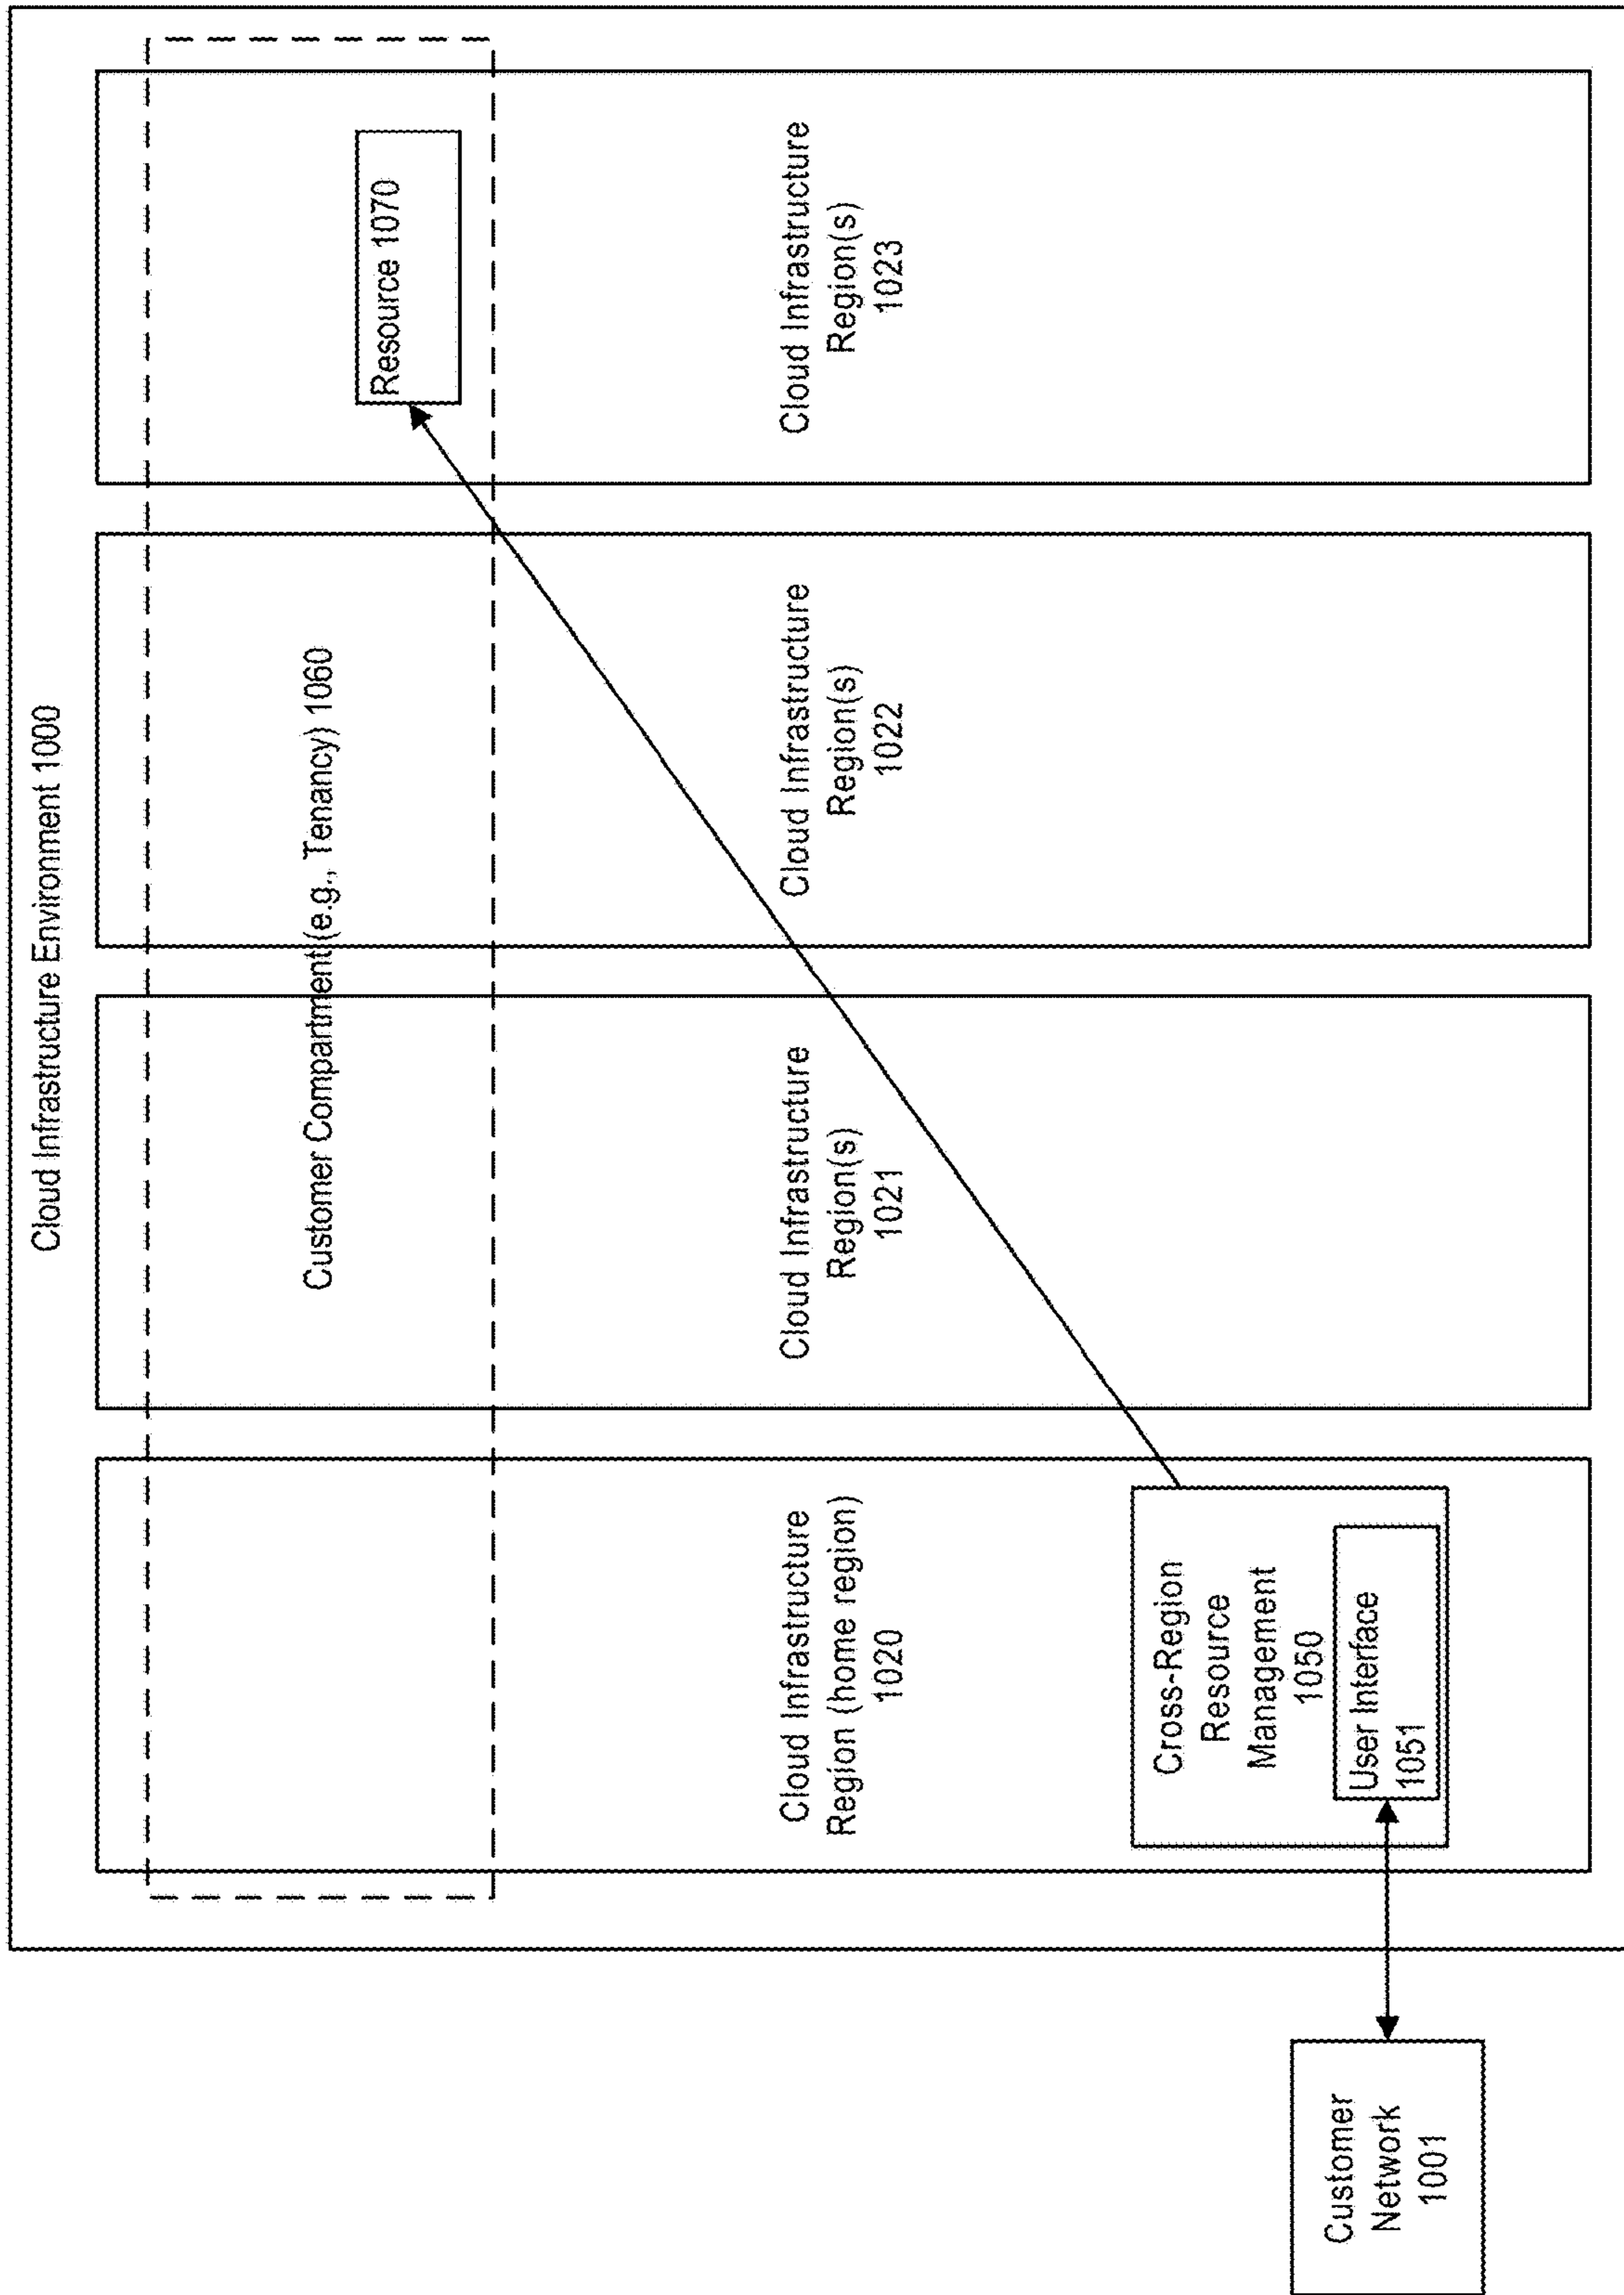 Cloud Infrastructure Environment 1000
Customer Compartment (e.g., Tenancy) 1060
Resource 1070
Cloud Infrastructure
Region (home region)
1020
Cloud Infrastructure
Region(s)
1021
Cloud Infrastructure
Region(s)
1022
Cloud Infrastructure
Region(s)
1023
Cross-Region
Resource
Management
1050
User Interface
1051
Customer
Network
1001